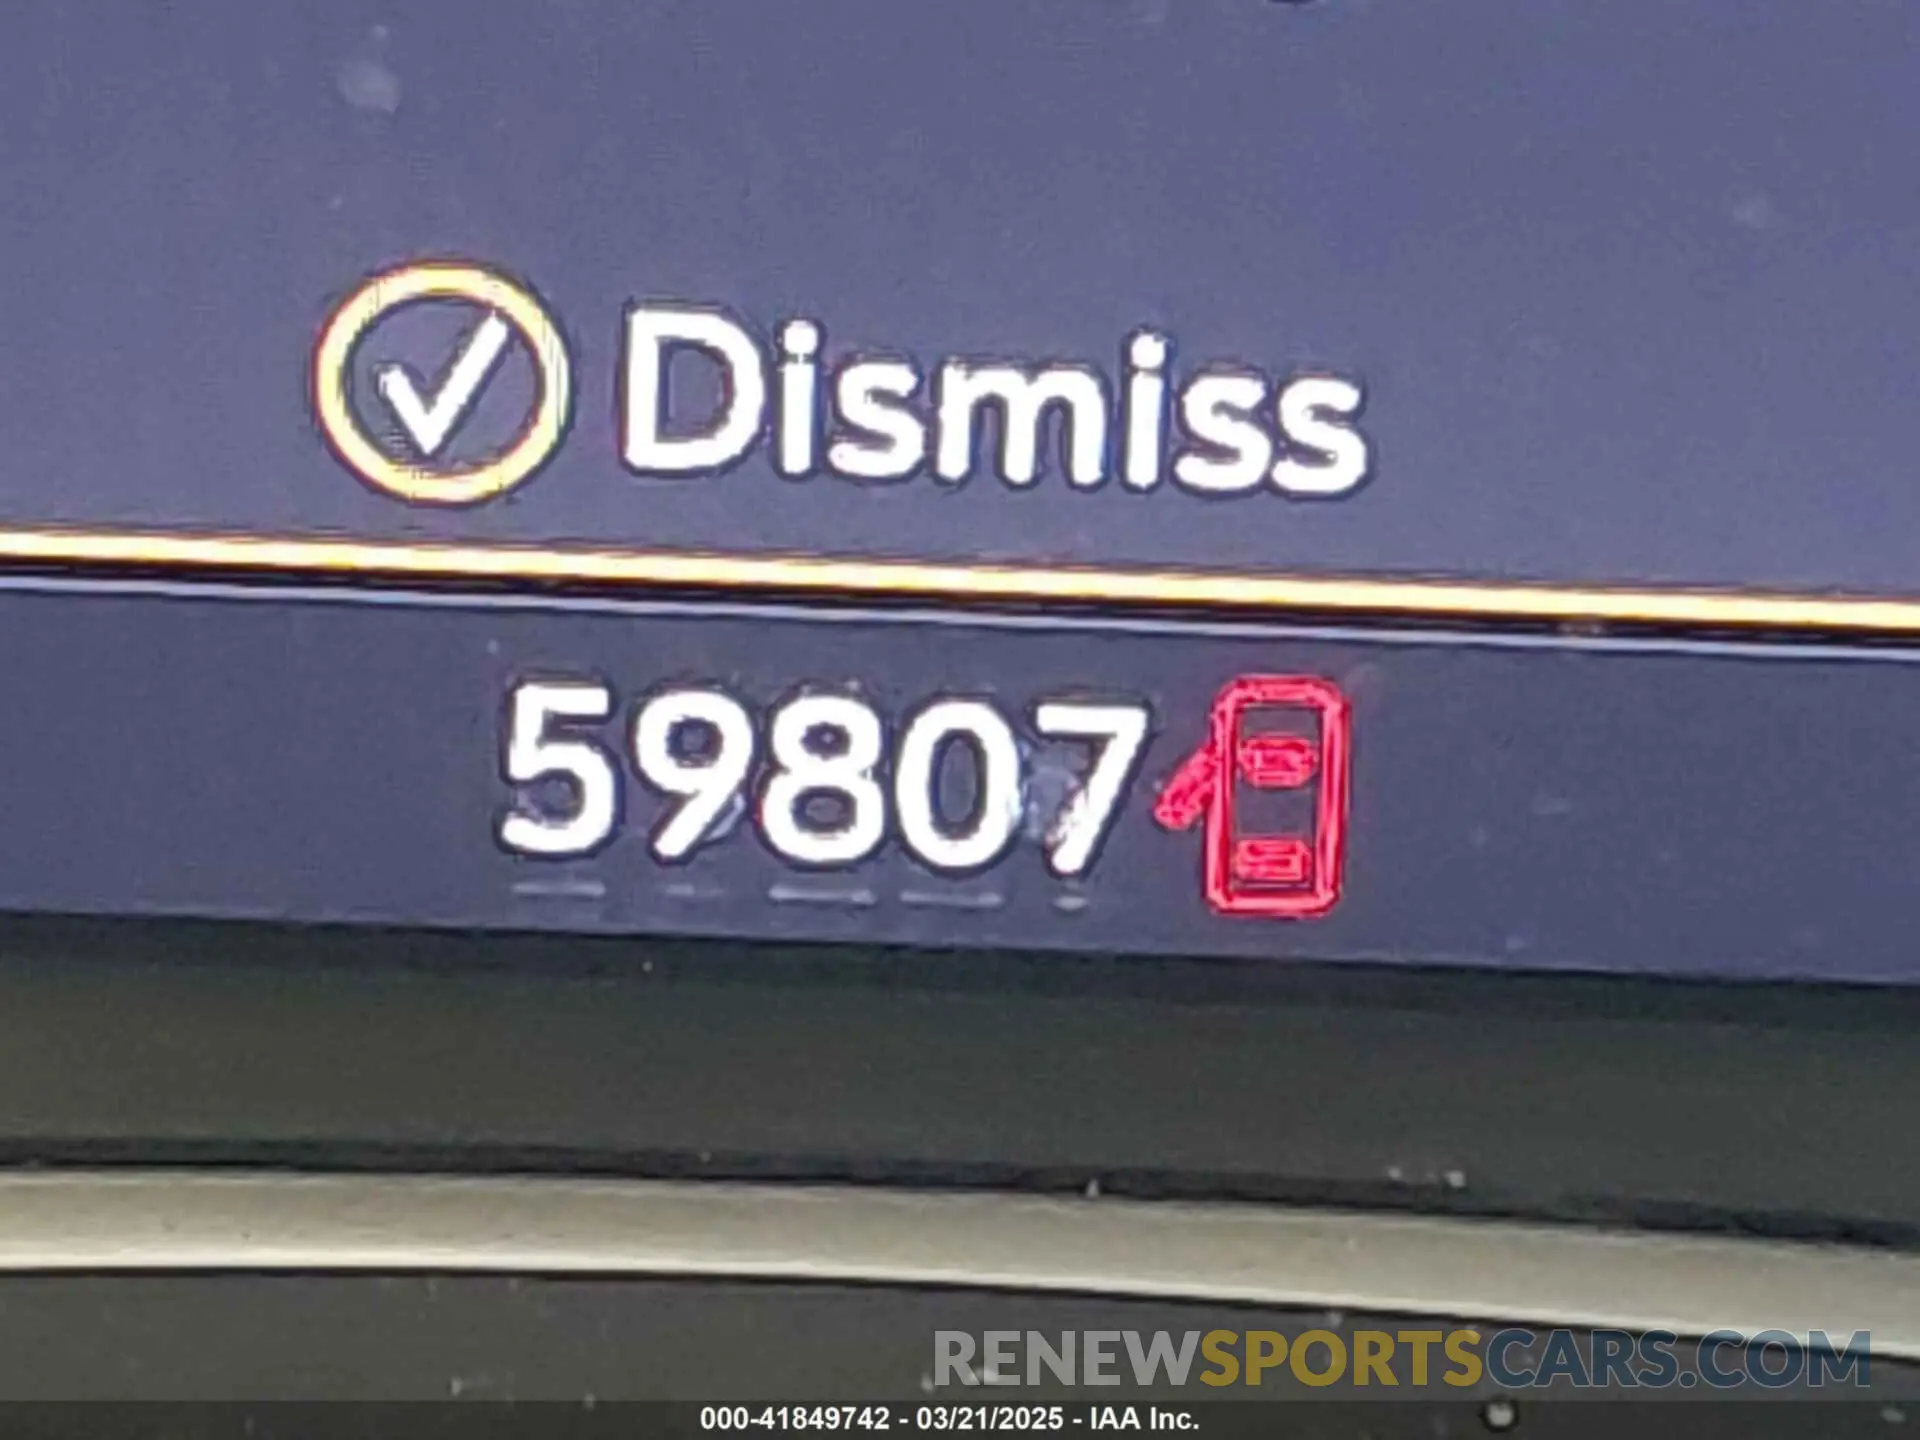 Dismiss
59807
RENEWSPORTSCARS.COM
000-41849742 - 03/21/2025 - IAA Inc.